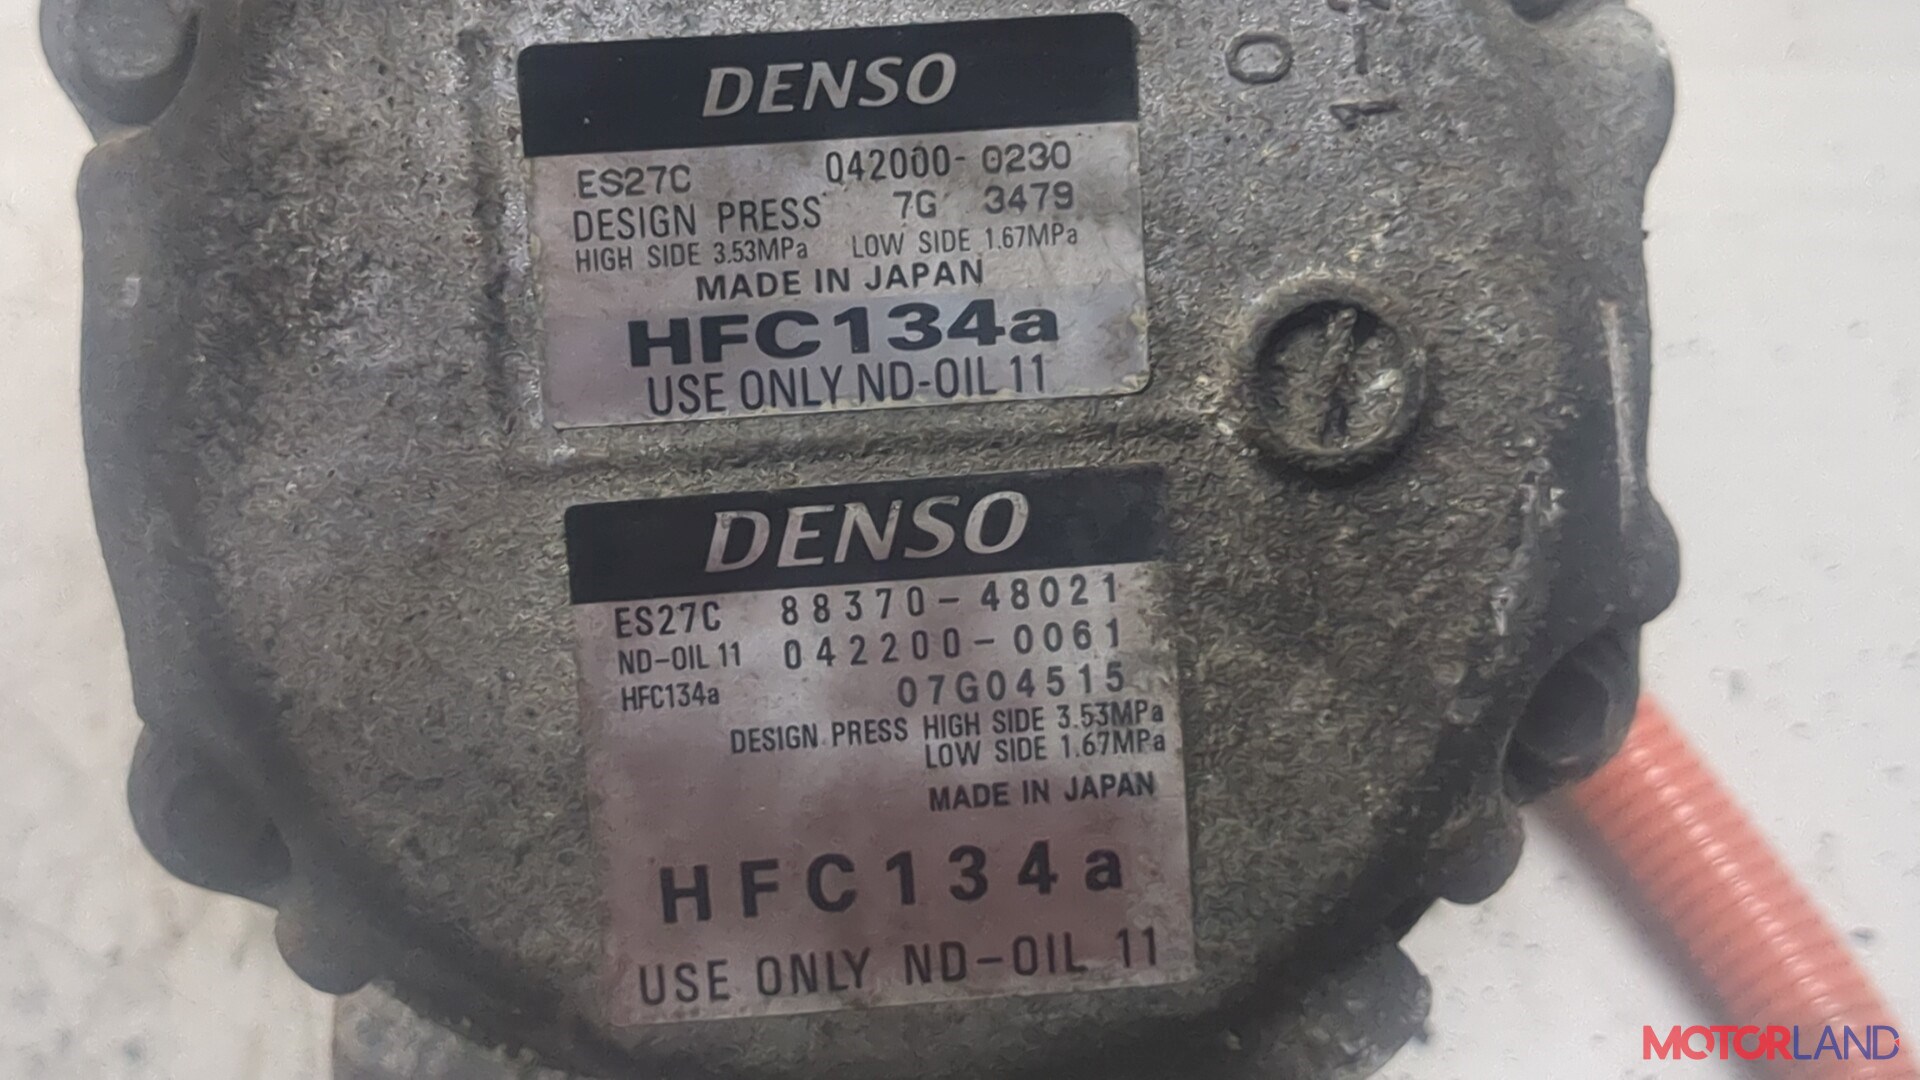 DENSO
ES27C 042000-0230
DESIGN PRESS 7G 3479
HIGH SIDE 3.53MPa LOW SIDE 1.67MPa
MADE IN JAPAN
HFC134a
USE ONLY ND-OIL 11
DENSO
ES27C 88370-48021
ND-OIL 11 042200-0061
HFC134a 07G04515
DESIGN PRESS HIGH SIDE 3.53MPa
LOW SIDE 1.67MPa
MADE IN JAPAN
HFC134a
USE ONLY ND-OIL 11
MOTORLAND